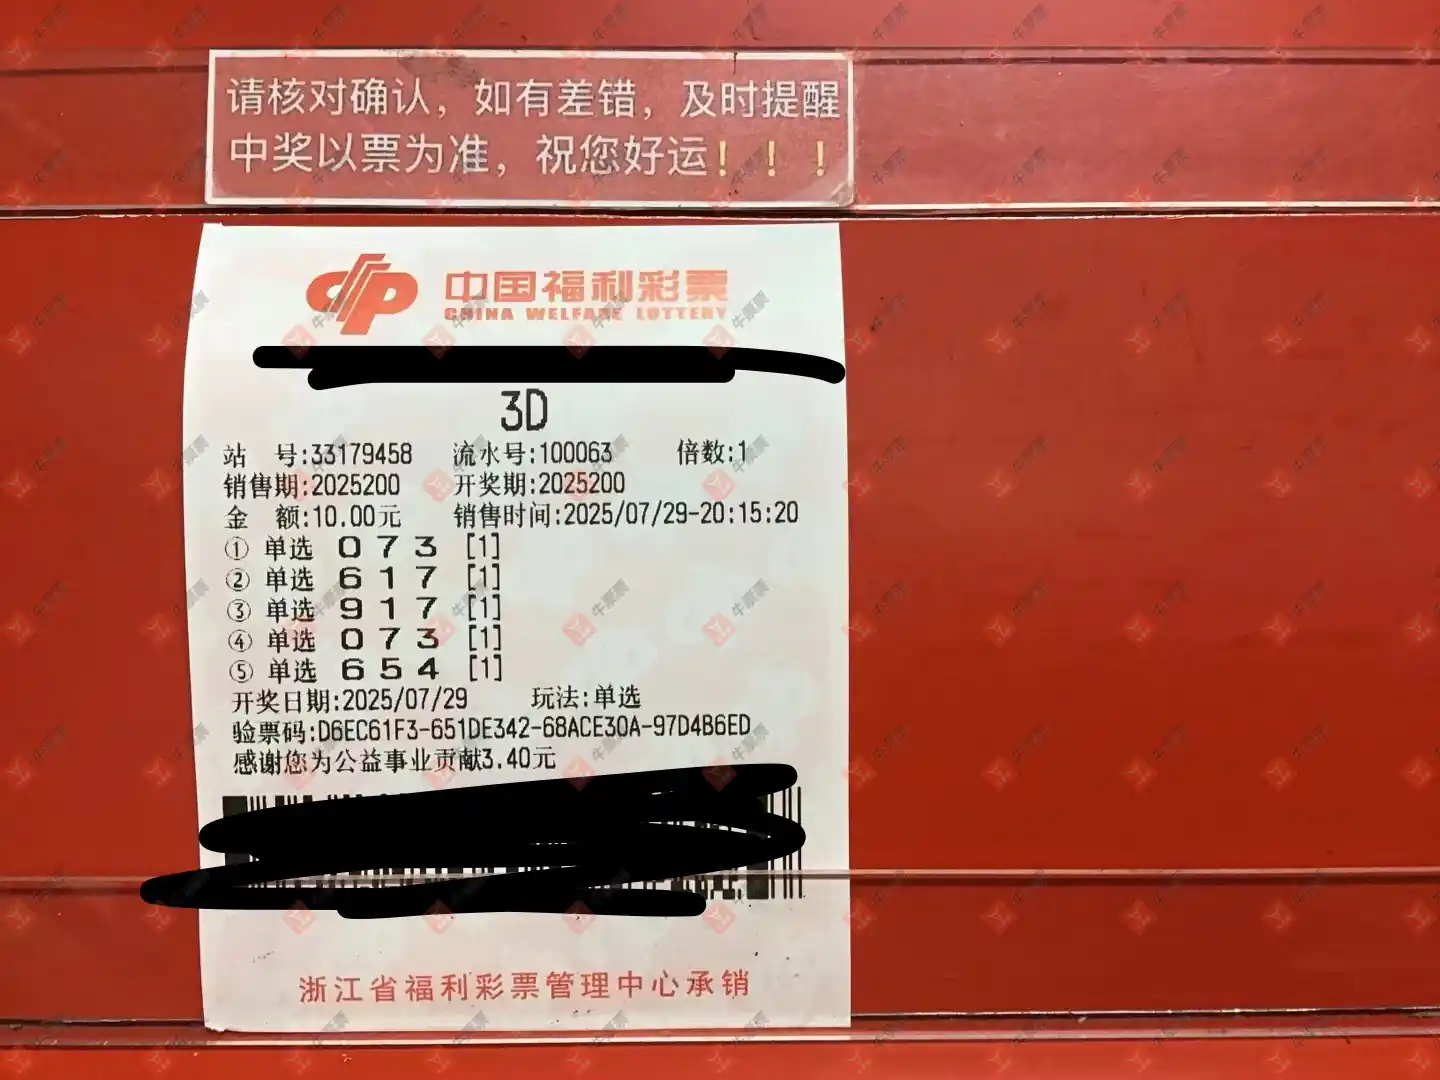 请核对确认，如有差错，及时提醒
中奖以票为准，祝您好运！！！
中国福利彩票
CHINA WELFARE LOTTERY
3D
站 号:33179458 流水号:100063 倍数:1
销售期:2025200 开奖期:2025200
金 额:10.00元 销售时间:2025/07/29-20:15:20
① 单选 0 7 3 [1]
② 单选 6 1 7 [1]
③ 单选 9 1 7 [1]
④ 单选 0 7 3 [1]
⑤ 单选 6 5 4 [1]
开奖日期:2025/07/29 玩法:单选
验票码:D6EC61F3-651DE342-68ACE30A-97D4B6ED
感谢您为公益事业贡献3.40元
浙江省福利彩票管理中心承销
牛票票